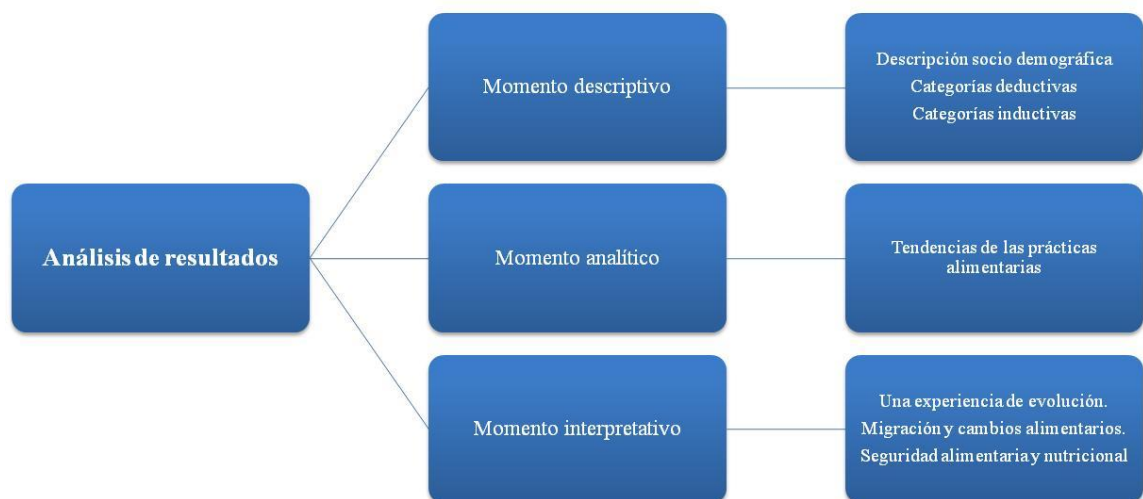 Análisis de resultados
Momento descriptivo
Descripción socio demográfica
Categorías deductivas
Categorías inductivas
Momento analítico
Tendencias de las prácticas
alimentarias
Momento interpretativo
Una experiencia de evolución.
Migración y cambios alimentarios.
Seguridad alimentaria y nutricional